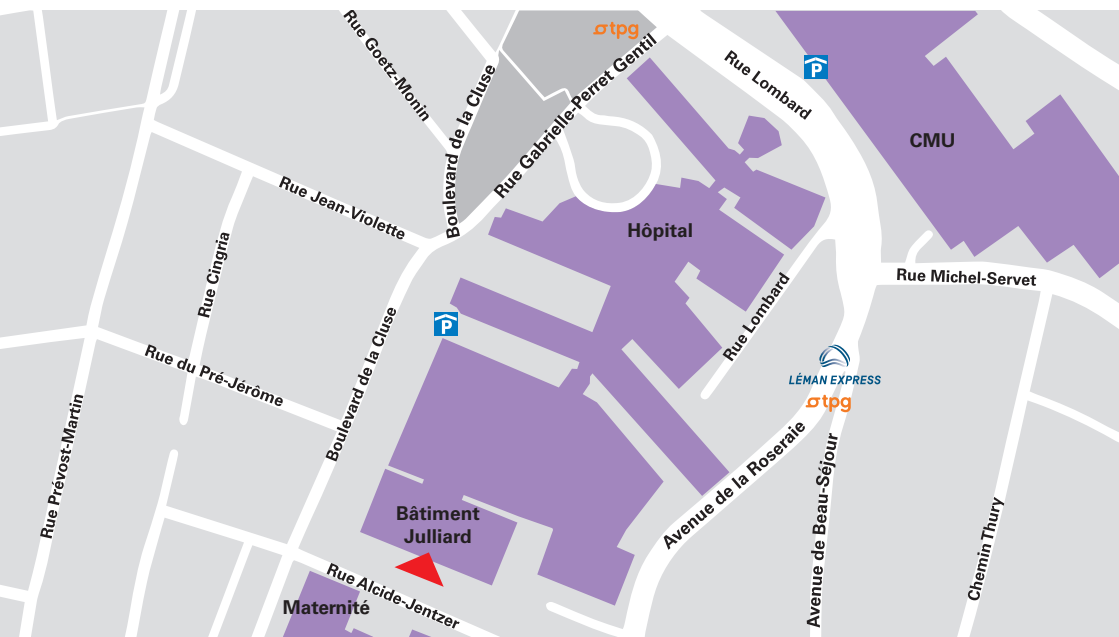 tpg
Rue Goetz-Monin
Boulevard de la Cluse
Rue Gabrielle-Perret Gentil
Rue Lombard
P
CMU
Rue Jean-Violette
Rue Cingria
Hôpital
Rue Michel-Servet
Rue Lombard
P
Boulevard de la Cluse
Rue du Pré-Jérôme
LÉMAN EXPRESS
tpg
Rue Prévost-Martin
Avenue de la Roseraie
Avenue de Beau-Séjour
Chemin Thury
Bâtiment
Julliard
Rue Alcide-Jentzer
Maternité